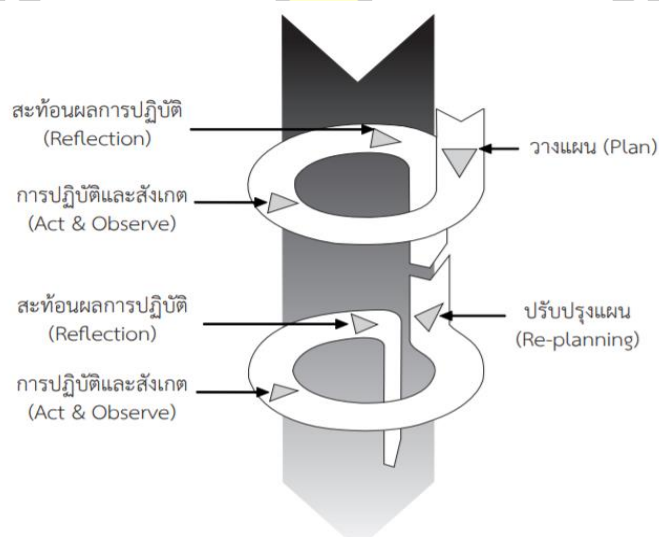 สะท้อนผลการปฏิบัติ
(Reflection)
วางแผน (Plan)
การปฏิบัติและสังเกต
(Act & Observe)
สะท้อนผลการปฏิบัติ
(Reflection)
ปรับปรุงแผน
(Re-planning)
การปฏิบัติและสังเกต
(Act & Observe)